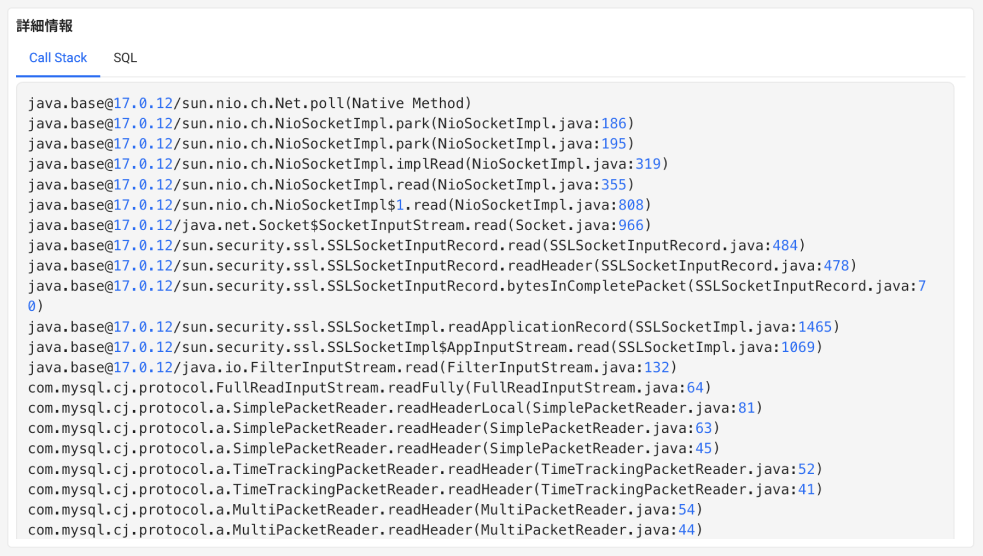 詳細情報
Call Stack SQL
java.base@17.0.12/sun.nio.ch.Net.poll(Native Method)
java.base@17.0.12/sun.nio.ch.NioSocketImpl.park(NioSocketImpl.java:186)
java.base@17.0.12/sun.nio.ch.NioSocketImpl.park(NioSocketImpl.java:195)
java.base@17.0.12/sun.nio.ch.NioSocketImpl.implRead(NioSocketImpl.java:319)
java.base@17.0.12/sun.nio.ch.NioSocketImpl.read(NioSocketImpl.java:355)
java.base@17.0.12/sun.nio.ch.NioSocketImpl$1.read(NioSocketImpl.java:808)
java.base@17.0.12/java.net.Socket$SocketInputStream.read(Socket.java:966)
java.base@17.0.12/sun.security.ssl.SSLSocketInputRecord.read(SSLSocketInputRecord.java:484)
java.base@17.0.12/sun.security.ssl.SSLSocketInputRecord.readHeader(SSLSocketInputRecord.java:478)
java.base@17.0.12/sun.security.ssl.SSLSocketInputRecord.bytesInCompletePacket(SSLSocketInputRecord.java:7
0)
java.base@17.0.12/sun.security.ssl.SSLSocketImpl.readApplicationRecord(SSLSocketImpl.java:1465)
java.base@17.0.12/sun.security.ssl.SSLSocketImpl$AppInputStream.read(SSLSocketImpl.java:1069)
java.base@17.0.12/java.io.FilterInputStream.read(FilterInputStream.java:132)
com.mysql.cj.protocol.FullReadInputStream.readFully(FullReadInputStream.java:64)
com.mysql.cj.protocol.a.SimplePacketReader.readHeaderLocal(SimplePacketReader.java:81)
com.mysql.cj.protocol.a.SimplePacketReader.readHeader(SimplePacketReader.java:63)
com.mysql.cj.protocol.a.SimplePacketReader.readHeader(SimplePacketReader.java:45)
com.mysql.cj.protocol.a.TimeTrackingPacketReader.readHeader(TimeTrackingPacketReader.java:52)
com.mysql.cj.protocol.a.TimeTrackingPacketReader.readHeader(TimeTrackingPacketReader.java:41)
com.mysql.cj.protocol.a.MultiPacketReader.readHeader(MultiPacketReader.java:54)
com.mysql.cj.protocol.a.MultiPacketReader.readHeader(MultiPacketReader.java:44)